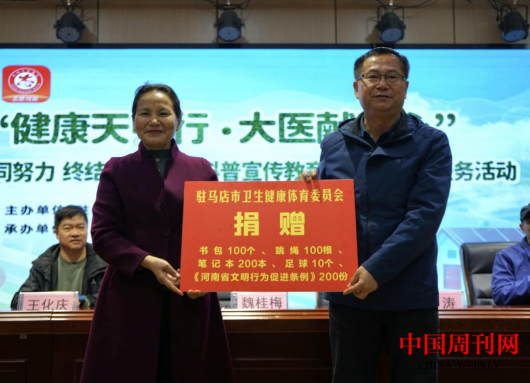 “健康天
行·大医献
”
同努力 终结
科普宣传教育
务活动
主办单位
承办单
驻马店市卫生健康体育委员会
捐赠
书包100个、跳绳100根、
笔记本200本、足球10个、
《河南省文明行为促进条例》200份
王化庆
魏桂梅
涛
中国周刊网
CHINA WEEKLY